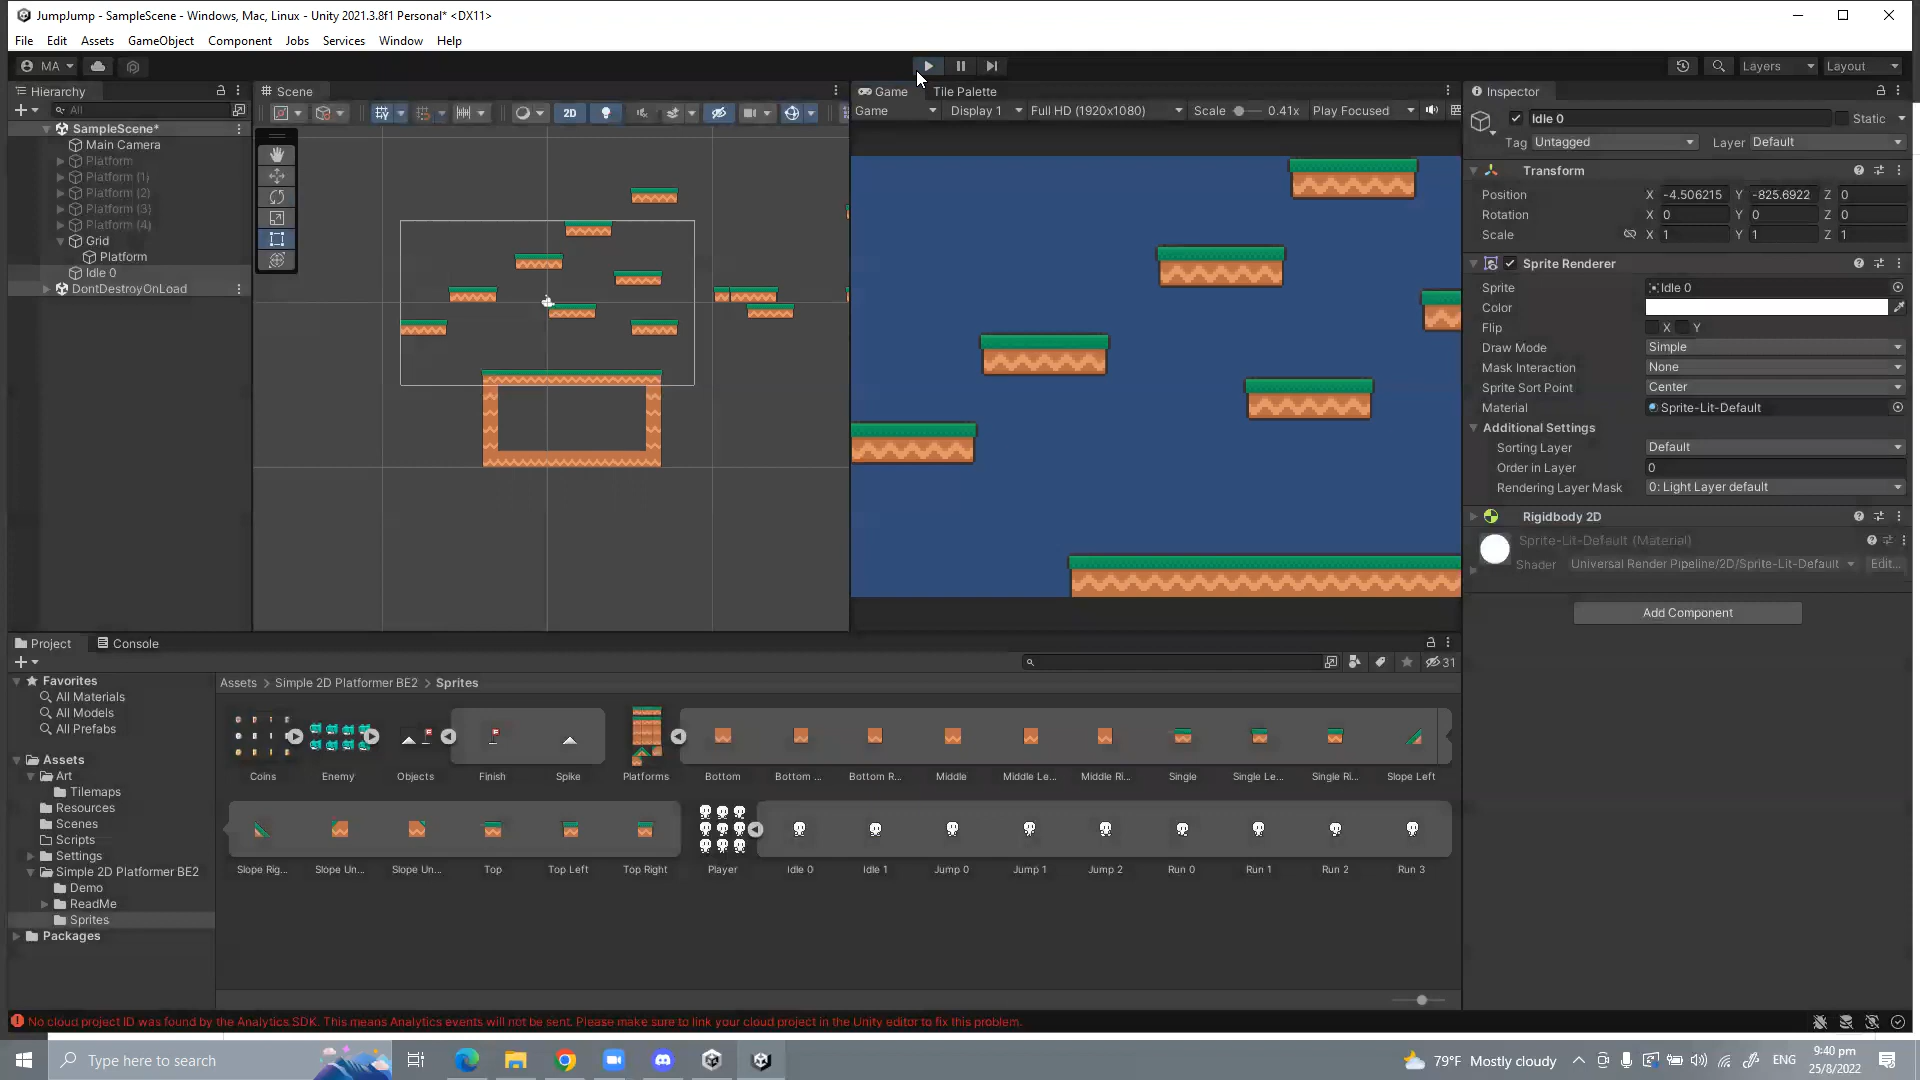 JumpJump - SampleScene - Windows, Mac, Linux - Unity 2021.3.8f1 Personal* <DX11>
File Edit Assets GameObject Component Jobs Services Window Help
MA Layers Layout
Hierarchy
All
SampleScene*
Main Camera
Platform
Platform (1)
Platform (2)
Platform (3)
Platform (4)
Grid
Platform
Idle 0
DontDestroyOnLoad
Scene
2D
Game Tile Palette
Game Display 1 Full HD (1920x1080) Scale 0.41x Play Focused
Inspector
Idle 0 Static
Tag Untagged Layer Default
Transform
Position X -4.506215 Y -825.6922 Z 0
Rotation X 0 Y 0 Z 0
Scale X 1 Y 1 Z 1
Sprite Renderer
Sprite Idle 0
Color
Flip X Y
Draw Mode Simple
Mask Interaction None
Sprite Sort Point Center
Material Sprite-Lit-Default
Additional Settings
Sorting Layer Default
Order in Layer 0
Rendering Layer Mask 0: Light Layer default
Rigidbody 2D
Sprite-Lit-Default (Material)
Shader Universal Render Pipeline/2D/Sprite-Lit-Default Edit...
Add Component
Project Console
31
Favorites
All Materials
All Models
All Prefabs
Assets
Art
Tilemaps
Resources
Scenes
Scripts
Settings
Simple 2D Platformer BE2
Demo
ReadMe
Sprites
Packages
Assets > Simple 2D Platformer BE2 > Sprites
Coins Enemy Objects Finish Spike Platforms Bottom Bottom ... Bottom R... Middle Middle Le... Middle Ri... Single Single Le... Single Ri... Slope Left
Slope Rig... Slope Un... Slope Un... Top Top Left Top Right Player Idle 0 Idle 1 Jump 0 Jump 1 Jump 2 Run 0 Run 1 Run 2 Run 3
No cloud project ID was found by the Analytics SDK. This means Analytics events will not be sent. Please make sure to link your cloud project in the Unity editor to fix this problem.
Type here to search
79°F Mostly cloudy
ENG
9:40 pm
25/8/2022